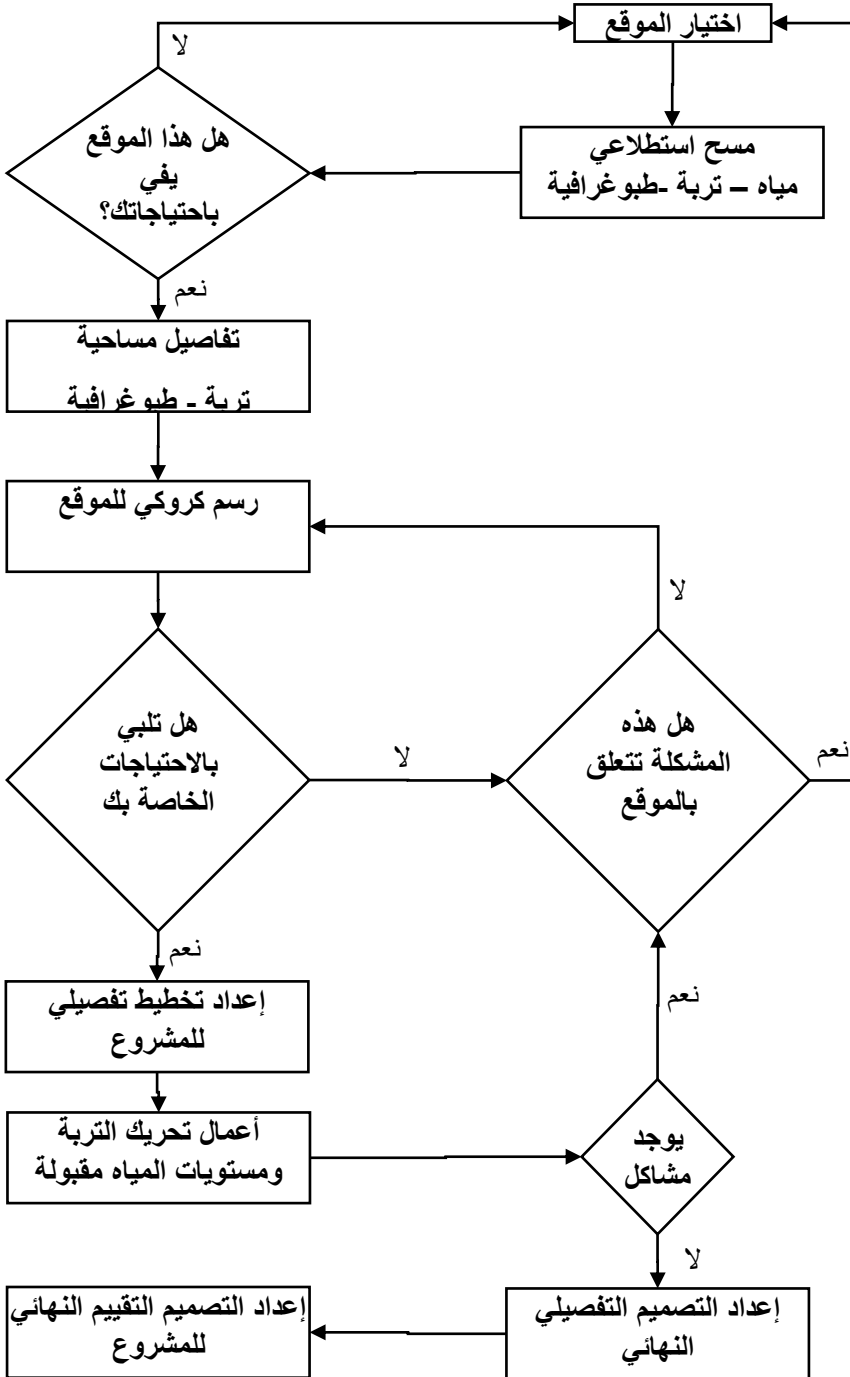 اختيار الموقع
لا
مسح استطلاعي
مياه – تربة -طبوغرافية
هل هذا الموقع
يفي
باحتياجاتك؟
نعم
تفاصيل مساحية
تربة - طبوغرافية
رسم كروكي للموقع
لا
هل تلبي
بالاحتياجات
الخاصة بك
لا
هل هذه
المشكلة تتعلق
بالموقع
نعم
نعم
إعداد تخطيط تفصيلي
للمشروع
نعم
أعمال تحريك التربة
ومستويات المياه مقبولة
يوجد
مشاكل
لا
إعداد التصميم التفصيلي
النهائي
إعداد التصميم التقييم النهائي
للمشروع